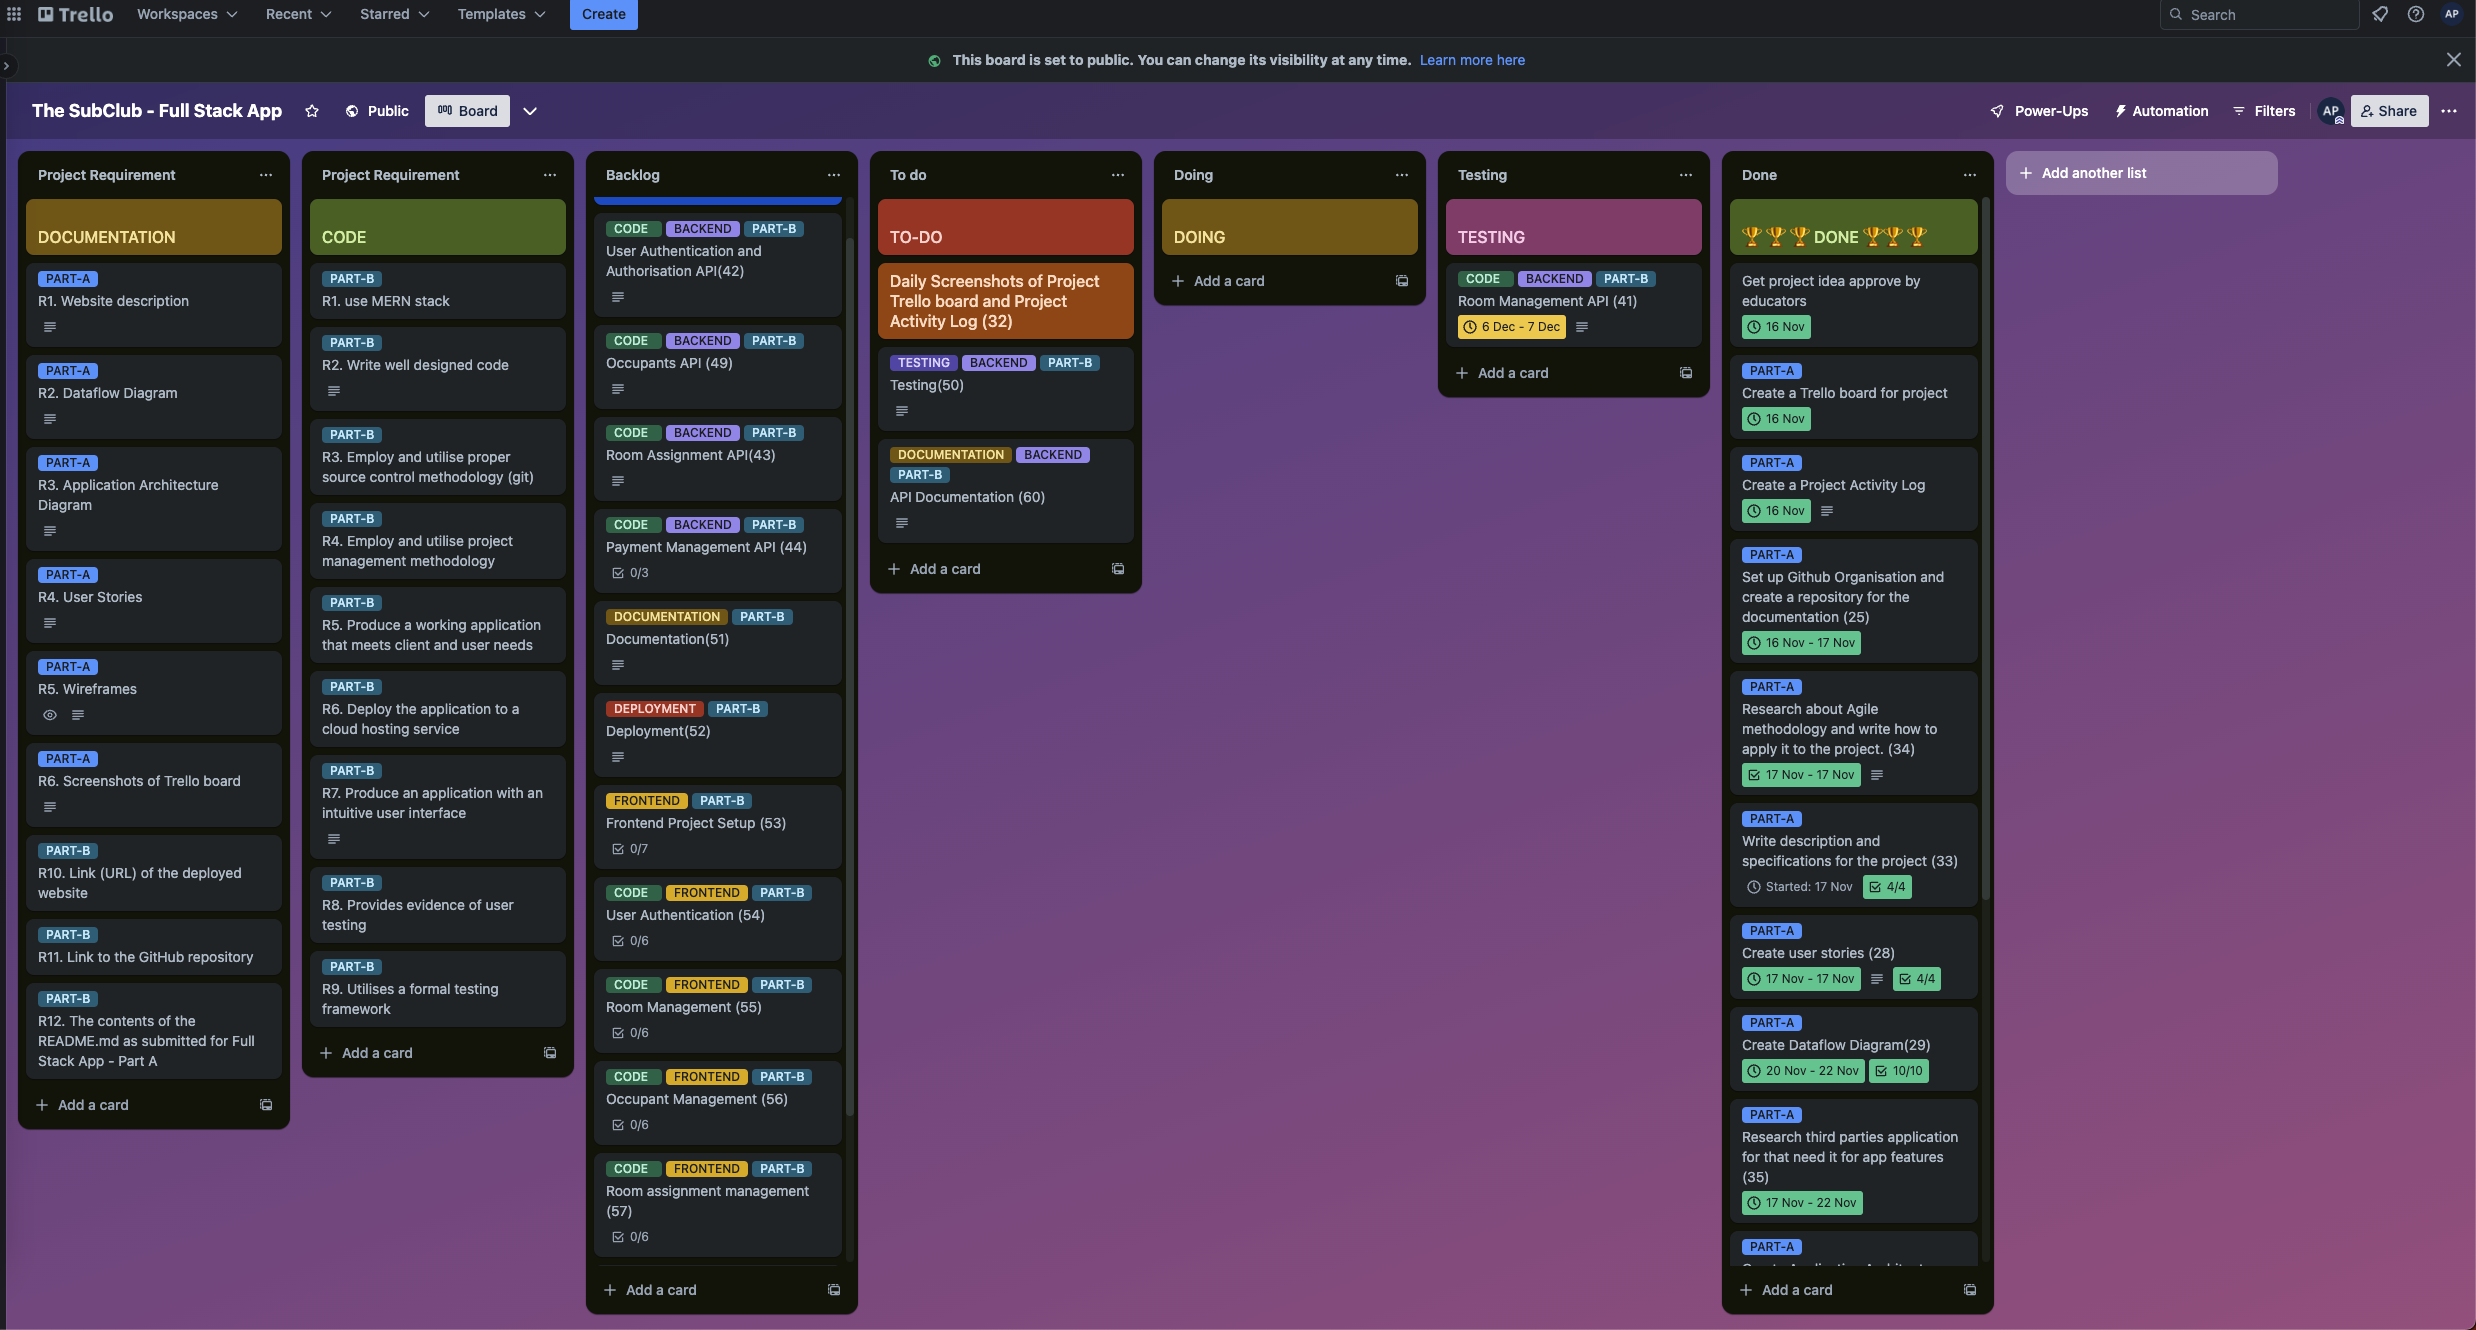 Trello
Workspaces
Recent
Starred
Templates
Create
Search
AP
This board is set to public. You can change its visibility at any time. Learn more here
The SubClub - Full Stack App
Public
Board
Power-Ups
Automation
Filters
AP
Share
Project Requirement
DOCUMENTATION
PART-A
R1. Website description
PART-A
R2. Dataflow Diagram
PART-A
R3. Application Architecture
Diagram
PART-A
R4. User Stories
PART-A
R5. Wireframes
PART-A
R6. Screenshots of Trello board
PART-B
R10. Link (URL) of the deployed
website
PART-B
R11. Link to the GitHub repository
PART-B
R12. The contents of the
README.md as submitted for Full
Stack App - Part A
Add a card
Project Requirement
CODE
PART-B
R1. use MERN stack
PART-B
R2. Write well designed code
PART-B
R3. Employ and utilise proper
source control methodology (git)
PART-B
R4. Employ and utilise project
management methodology
PART-B
R5. Produce a working application
that meets client and user needs
PART-B
R6. Deploy the application to a
cloud hosting service
PART-B
R7. Produce an application with an
intuitive user interface
PART-B
R8. Provides evidence of user
testing
PART-B
R9. Utilises a formal testing
framework
Add a card
Backlog
CODE BACKEND PART-B
User Authentication and
Authorisation API(42)
CODE BACKEND PART-B
Occupants API (49)
CODE BACKEND PART-B
Room Assignment API(43)
CODE BACKEND PART-B
Payment Management API (44)
0/3
DOCUMENTATION PART-B
Documentation(51)
DEPLOYMENT PART-B
Deployment(52)
FRONTEND PART-B
Frontend Project Setup (53)
0/7
CODE FRONTEND PART-B
User Authentication (54)
0/6
CODE FRONTEND PART-B
Room Management (55)
0/6
CODE FRONTEND PART-B
Occupant Management (56)
0/6
CODE FRONTEND PART-B
Room assignment management
(57)
0/6
Add a card
To do
TO-DO
Daily Screenshots of Project
Trello board and Project
Activity Log (32)
TESTING BACKEND PART-B
Testing(50)
DOCUMENTATION BACKEND
PART-B
API Documentation (60)
Add a card
Doing
DOING
Add a card
Testing
TESTING
CODE BACKEND PART-B
Room Management API (41)
6 Dec - 7 Dec
Add a card
Done
🏆🏆🏆 DONE 🏆🏆🏆
Get project idea approve by
educators
16 Nov
PART-A
Create a Trello board for project
16 Nov
PART-A
Create a Project Activity Log
16 Nov
PART-A
Set up Github Organisation and
create a repository for the
documentation (25)
16 Nov - 17 Nov
PART-A
Research about Agile
methodology and write how to
apply it to the project. (34)
17 Nov - 17 Nov
PART-A
Write description and
specifications for the project (33)
Started: 17 Nov 4/4
PART-A
Create user stories (28)
17 Nov - 17 Nov 4/4
PART-A
Create Dataflow Diagram(29)
20 Nov - 22 Nov 10/10
PART-A
Research third parties application
for that need it for app features
(35)
17 Nov - 22 Nov
PART-A
Add a card
Add another list